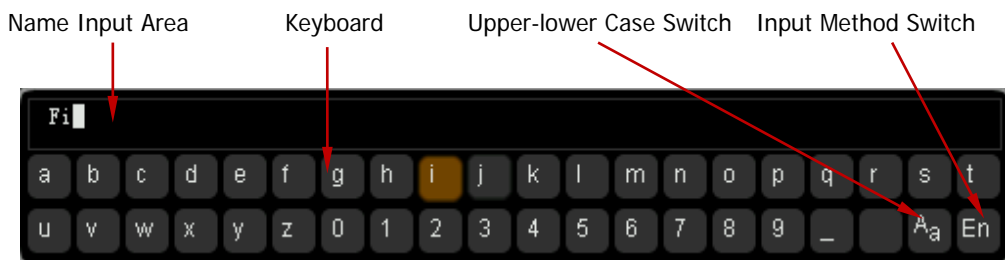 Name Input Area Keyboard Upper-lower Case Switch Input Method Switch
Fi
a b c d e f g h i j k l m n o p q r s t
u v w x y z 0 1 2 3 4 5 6 7 8 9 _ Aa En